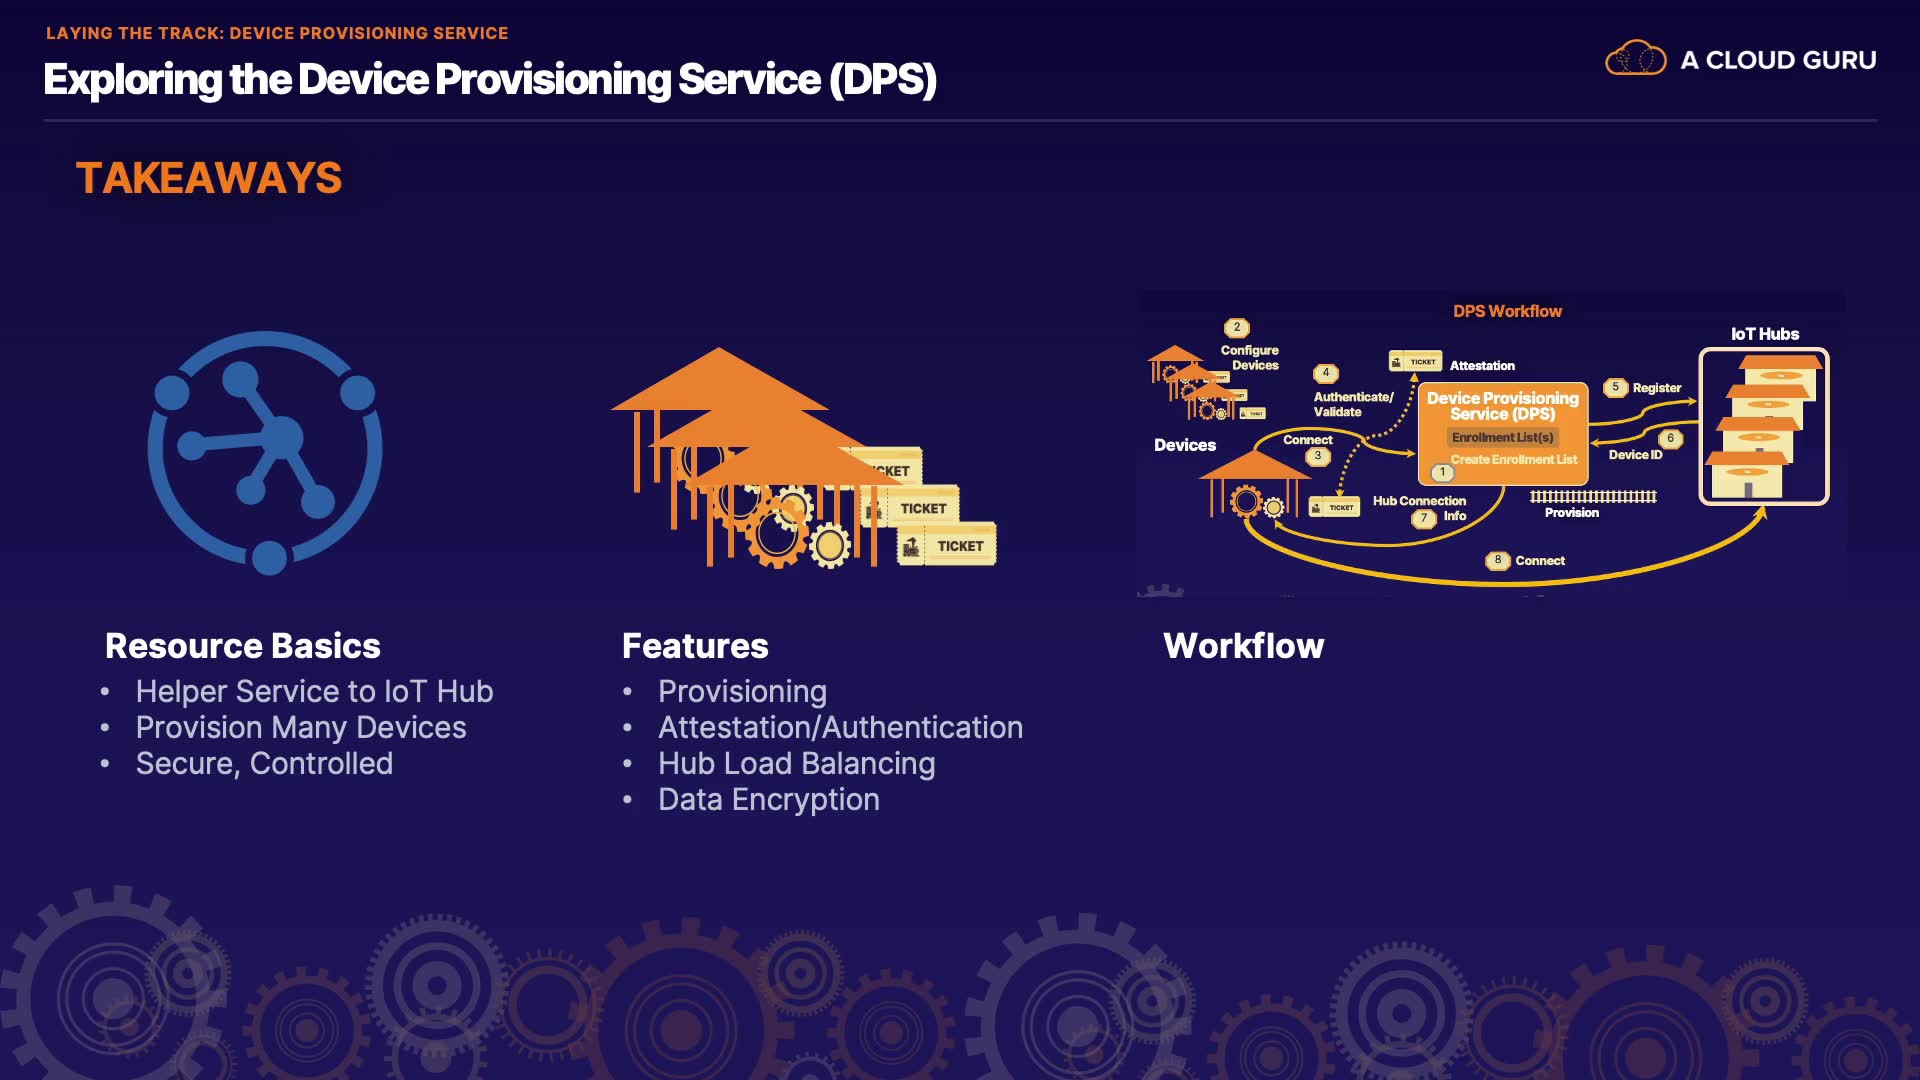 LAYING THE TRACK: DEVICE PROVISIONING SERVICE
Exploring the Device Provisioning Service (DPS)
A CLOUD GURU
TAKEAWAYS
TICKET
TICKET
Resource Basics
• Helper Service to IoT Hub
• Provision Many Devices
• Secure, Controlled
Features
• Provisioning
• Attestation/Authentication
• Hub Load Balancing
• Data Encryption
DPS Workflow
2
Configure
Devices
Devices
4
Authenticate/
Validate
TICKET
Attestation
Connect
3
TICKET
Device Provisioning
Service (DPS)
Enrollment List(s)
Create Enrollment List
1
5
Register
6
Device ID
IoT Hubs
Hub Connection
7
Info
Provision
8
Connect
Workflow